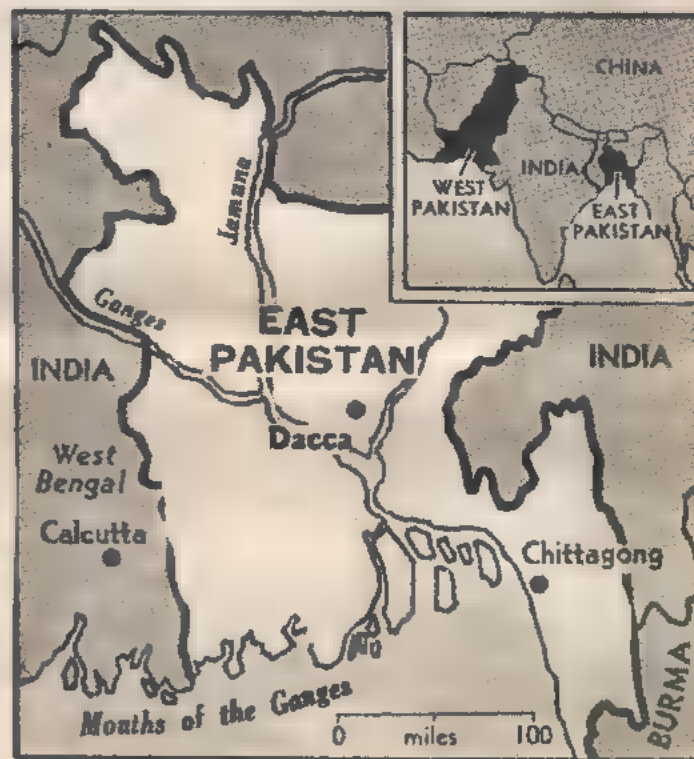 CHINA
WEST
PAKISTAN
INDIA
EAST
PAKISTAN
Jamuna
Ganges
EAST
PAKISTAN
INDIA
INDIA
Dacca
West
Bengal
Calcutta
Chittagong
BURMA
Mouths of the Ganges
0 miles 100